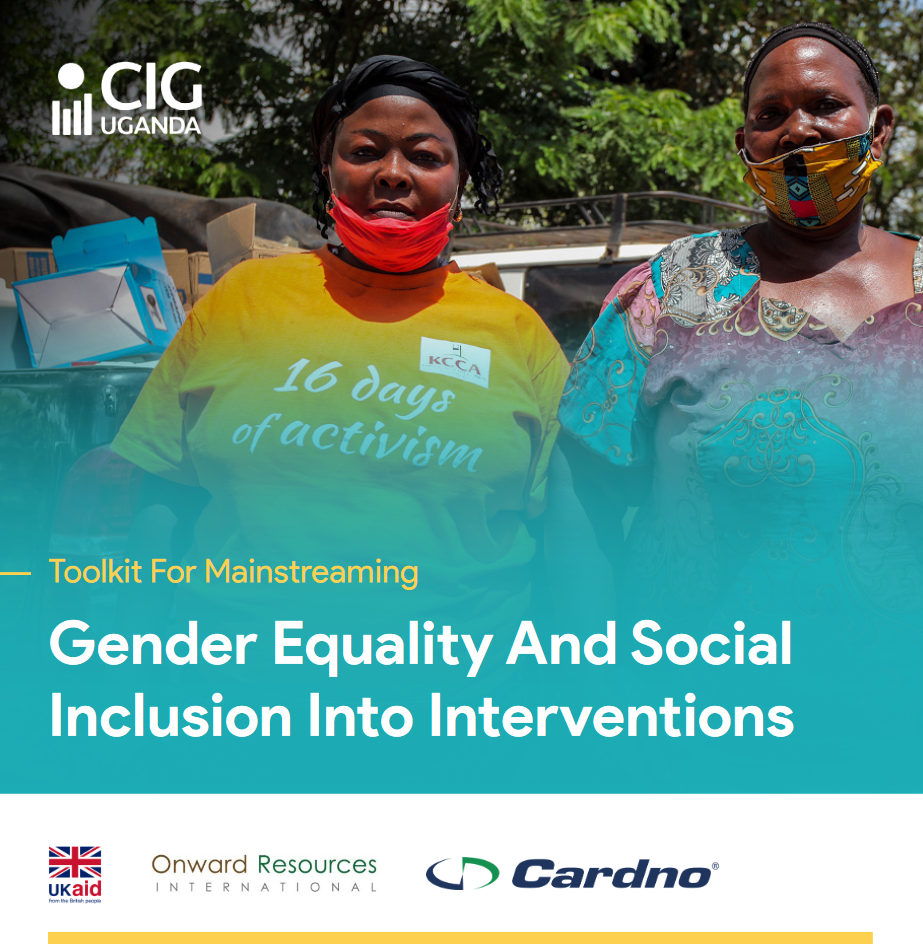 CIG
UGANDA
KCCA
16 days
of activism
Toolkit For Mainstreaming
Gender Equality And Social
Inclusion Into Interventions
UKaid
from the British people
Onward Resources
INTERNATIONAL
Cardno®